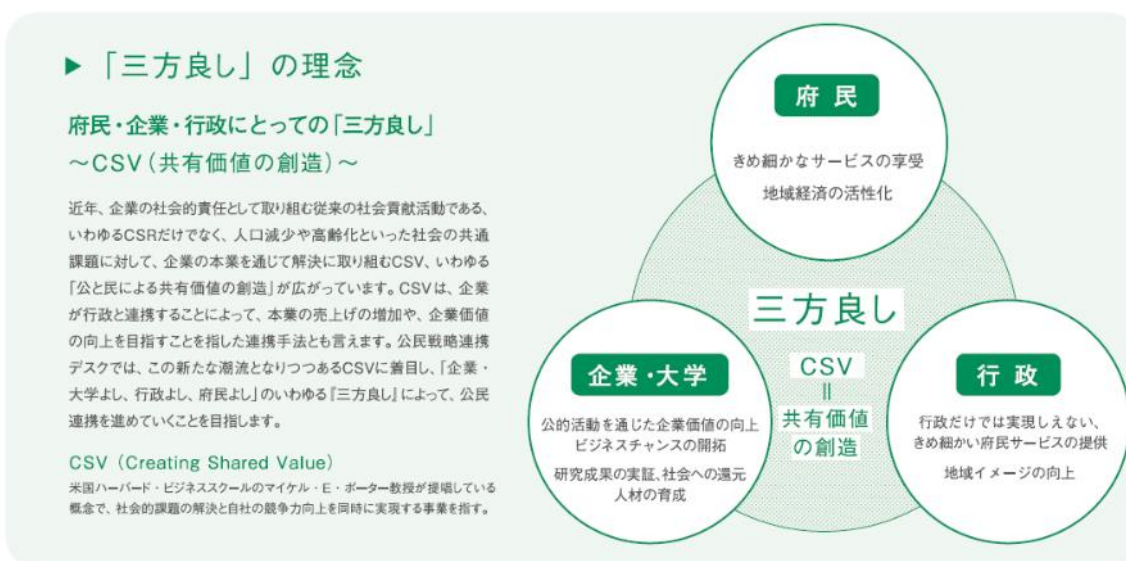 ▶「三方良し」の理念
府民・企業・行政にとっての「三方良し」
～CSV(共有価値の創造)～
近年、企業の社会的責任として取り組む従来の社会貢献活動である、
いわゆるCSRだけでなく、人口減少や高齢化といった社会の共通
課題に対して、企業の本業を通じて解決に取り組むCSV、いわゆる
「公と民による共有価値の創造」が広がっています。CSVは、企業
が行政と連携することによって、本業の売上げの増加や、企業価値
の向上を目指すことを指した連携手法とも言えます。公民戦略連携
デスクでは、この新たな潮流となりつつあるCSVに着目し、「企業・
大学よし、行政よし、府民よし」のいわゆる『三方良し』によって、公民
連携を進めていくことを目指します。
CSV (Creating Shared Value)
米国ハーバード・ビジネススクールのマイケル・E・ポーター教授が提唱している
概念で、社会的課題の解決と自社の競争力向上を同時に実現する事業を指す。
府民
きめ細かなサービスの享受
地域経済の活性化
三方良し
CSV
=
共有価値
の創造
企業・大学
公的活動を通じた企業価値の向上
ビジネスチャンスの開拓
研究成果の実証、社会への還元
人材の育成
行政
行政だけでは実現しえない、
きめ細かい府民サービスの提供
地域イメージの向上